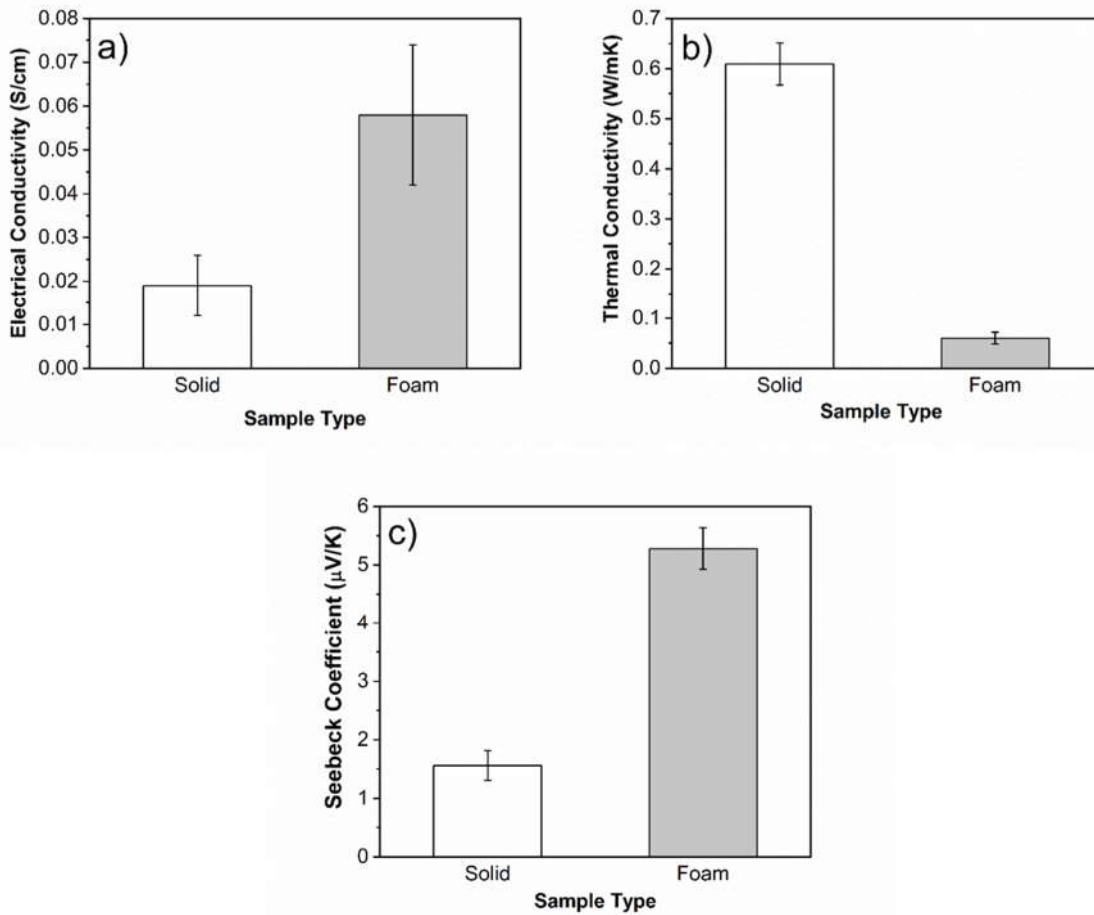 a)
Electrical Conductivity (S/cm)
0.08
0.07
0.06
0.05
0.04
0.03
0.02
0.01
0.00
Solid Foam
Sample Type
b)
Thermal Conductivity (W/mK)
0.7
0.6
0.5
0.4
0.3
0.2
0.1
0.0
Solid Foam
Sample Type
c)
Seebeck Coefficient (μV/K)
6
5
4
3
2
1
0
Solid Foam
Sample Type